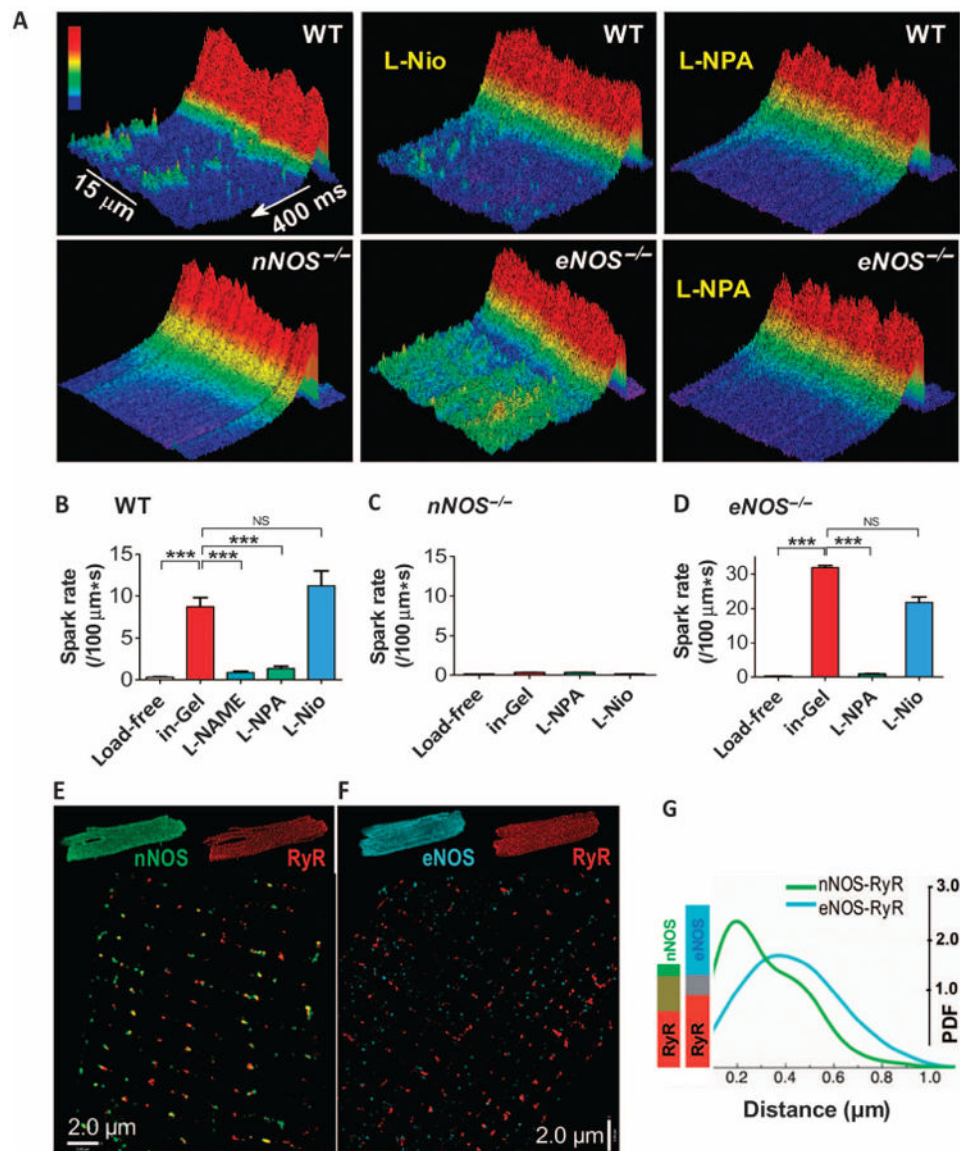 A
WT
L-Nio
WT
L-NPA
WT
15 µm
400 ms
nNOS−/−
eNOS−/−
L-NPA
eNOS−/−
B WT
Spark rate
(/100 µm*s)
15
10
5
0
NS
***
***
***
Load-free
in-Gel
L-NAME
L-NPA
L-Nio
C nNOS−/−
Spark rate
(/100 µm*s)
10
5
0
Load-free
in-Gel
L-NPA
L-Nio
D eNOS−/−
Spark rate
(/100 µm*s)
30
20
10
0
NS
***
***
Load-free
in-Gel
L-NPA
L-Nio
E
nNOS
RyR
2.0 µm
F
eNOS
RyR
2.0 µm
G
nNOS-RyR
eNOS-RyR
nNOS
eNOS
RyR
RyR
3.0
2.0
1.0
PDF
0.2 0.4 0.6 0.8 1.0
Distance (µm)